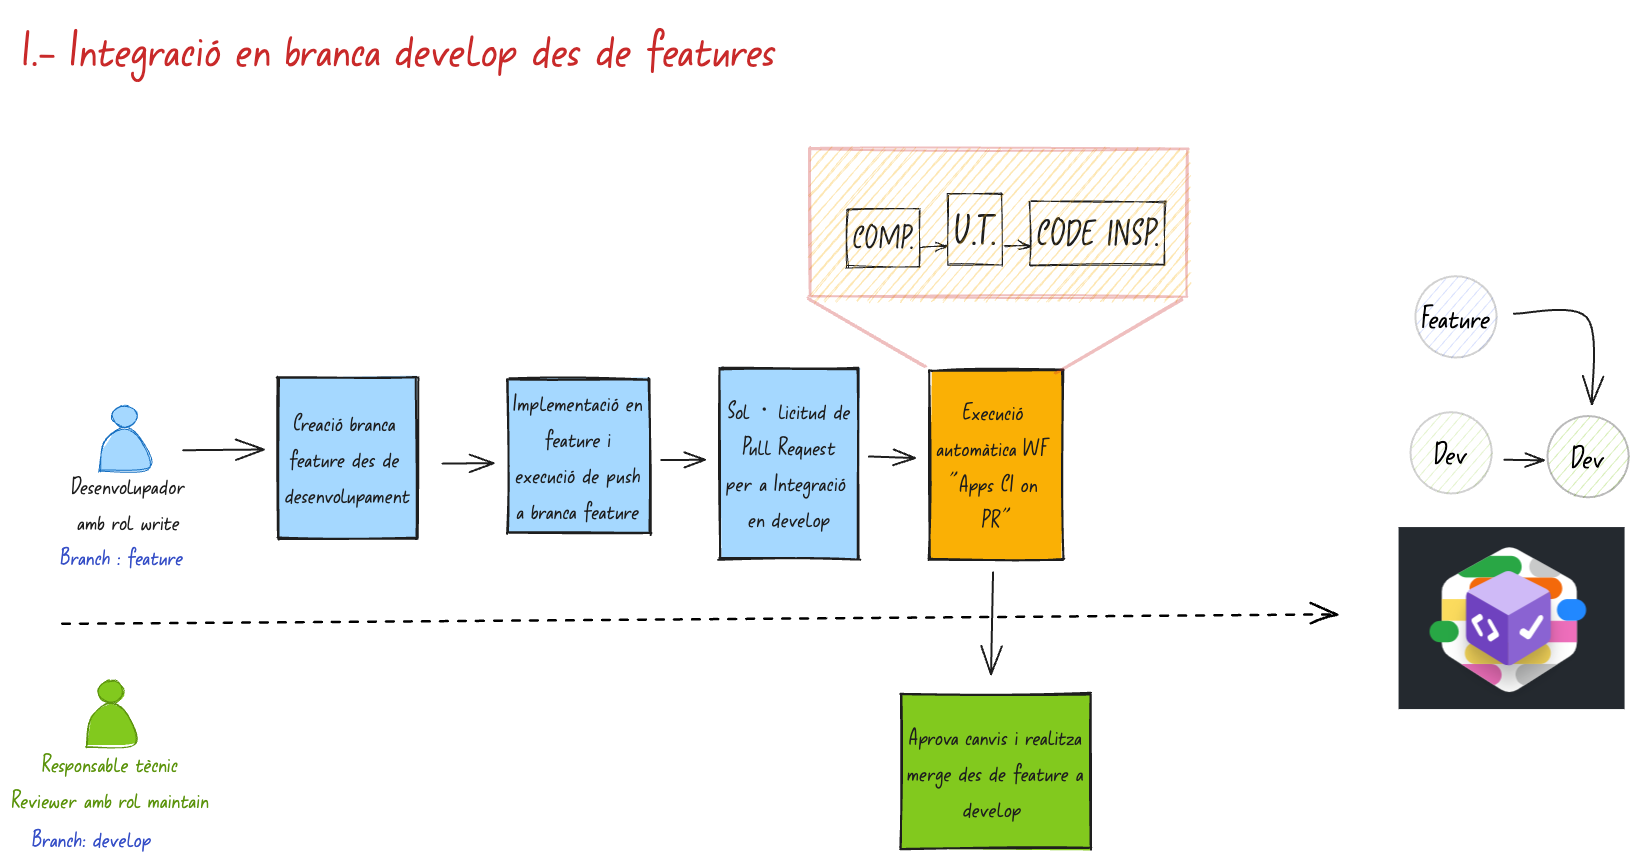 1.- Integració en branca develop des de features
COMP.
U.T.
CODE INSP.
Feature
Dev
Dev
Desenvolupador
amb rol write
Branch : feature
Creació branca
feature des de
desenvolupament
Implementació en
feature i
execució de push
a branca feature
Sol · licitud de
Pull Request
per a Integració
en develop
Execució
automàtica WF
"Apps CI on
PR"
Responsable tècnic
Reviewer amb rol maintain
Branch: develop
Aprova canvis i realitza
merge des de feature a
develop